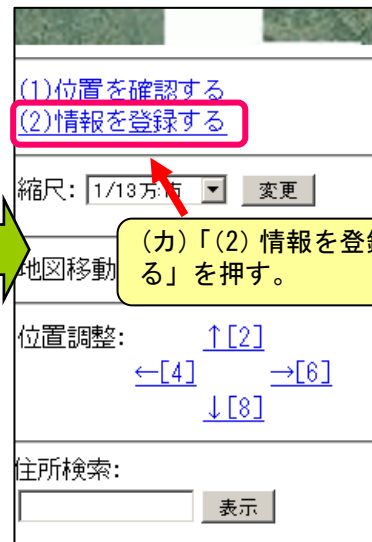 (1)位置を確認する
(2)情報を登録する
縮尺: 1/13万:市 変更
(カ)「(2) 情報を登録
る」を押す。
地図移動
位置調整: ↑[2]
←[4] →[6]
↓[8]
住所検索:
表示